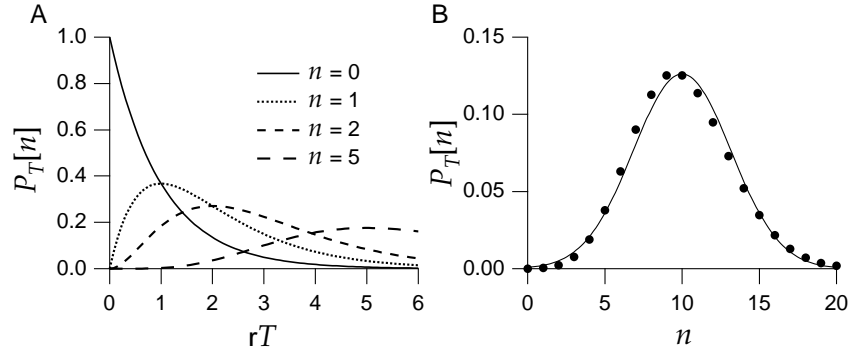 A
1.0
0.8
0.6
0.4
0.2
0.0
P_T[n]
n = 0
n = 1
n = 2
n = 5
0 1 2 3 4 5 6
rT
B
0.15
0.10
0.05
0.00
P_T[n]
0 5 10 15 20
n